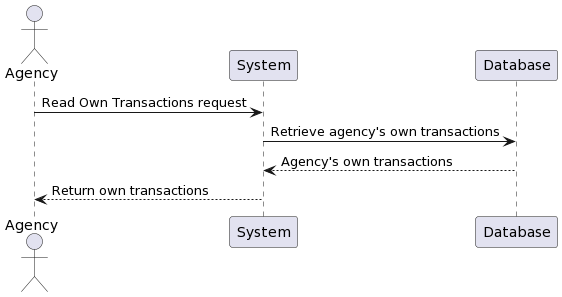 Agency
System
Database
Read Own Transactions request
Retrieve agency's own transactions
Agency's own transactions
Return own transactions
Agency
System
Database